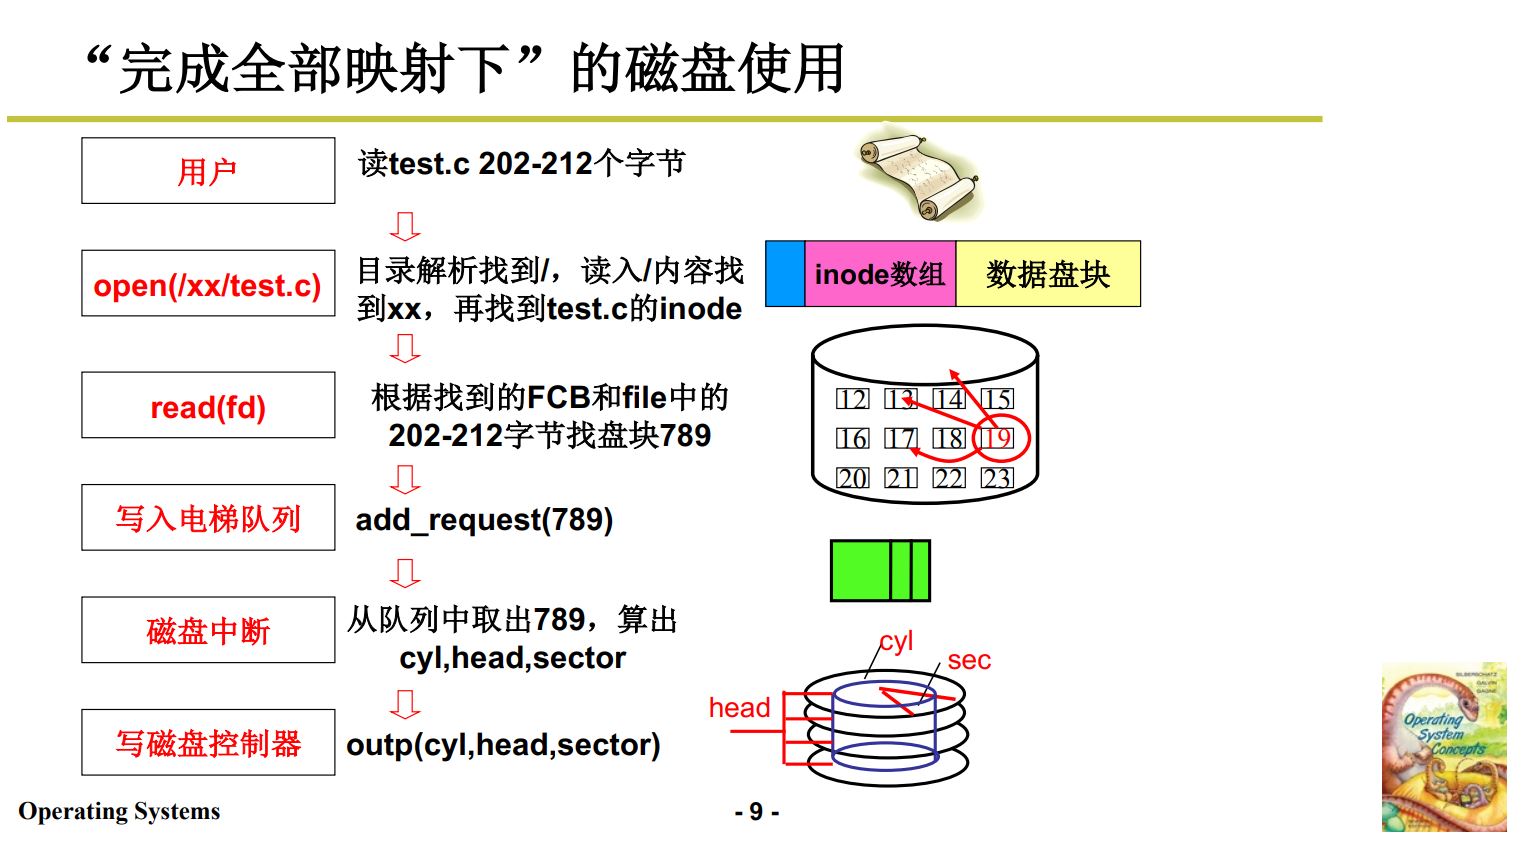 “完成全部映射下”的磁盘使用
用户
读test.c 202-212个字节
open(/xx/test.c)
目录解析找到/，读入/内容找
到xx，再找到test.c的inode
inode数组
数据盘块
read(fd)
根据找到的FCB和file中的
202-212字节找盘块789
12 13 14 15
16 17 18 19
20 21 22 23
写入电梯队列
add_request(789)
磁盘中断
从队列中取出789，算出
cyl,head,sector
cyl
sec
head
写磁盘控制器
outp(cyl,head,sector)
SILBERSCHATZ
GALVIN
GAGNE
Operating
System
Concepts
Operating Systems
- 9 -